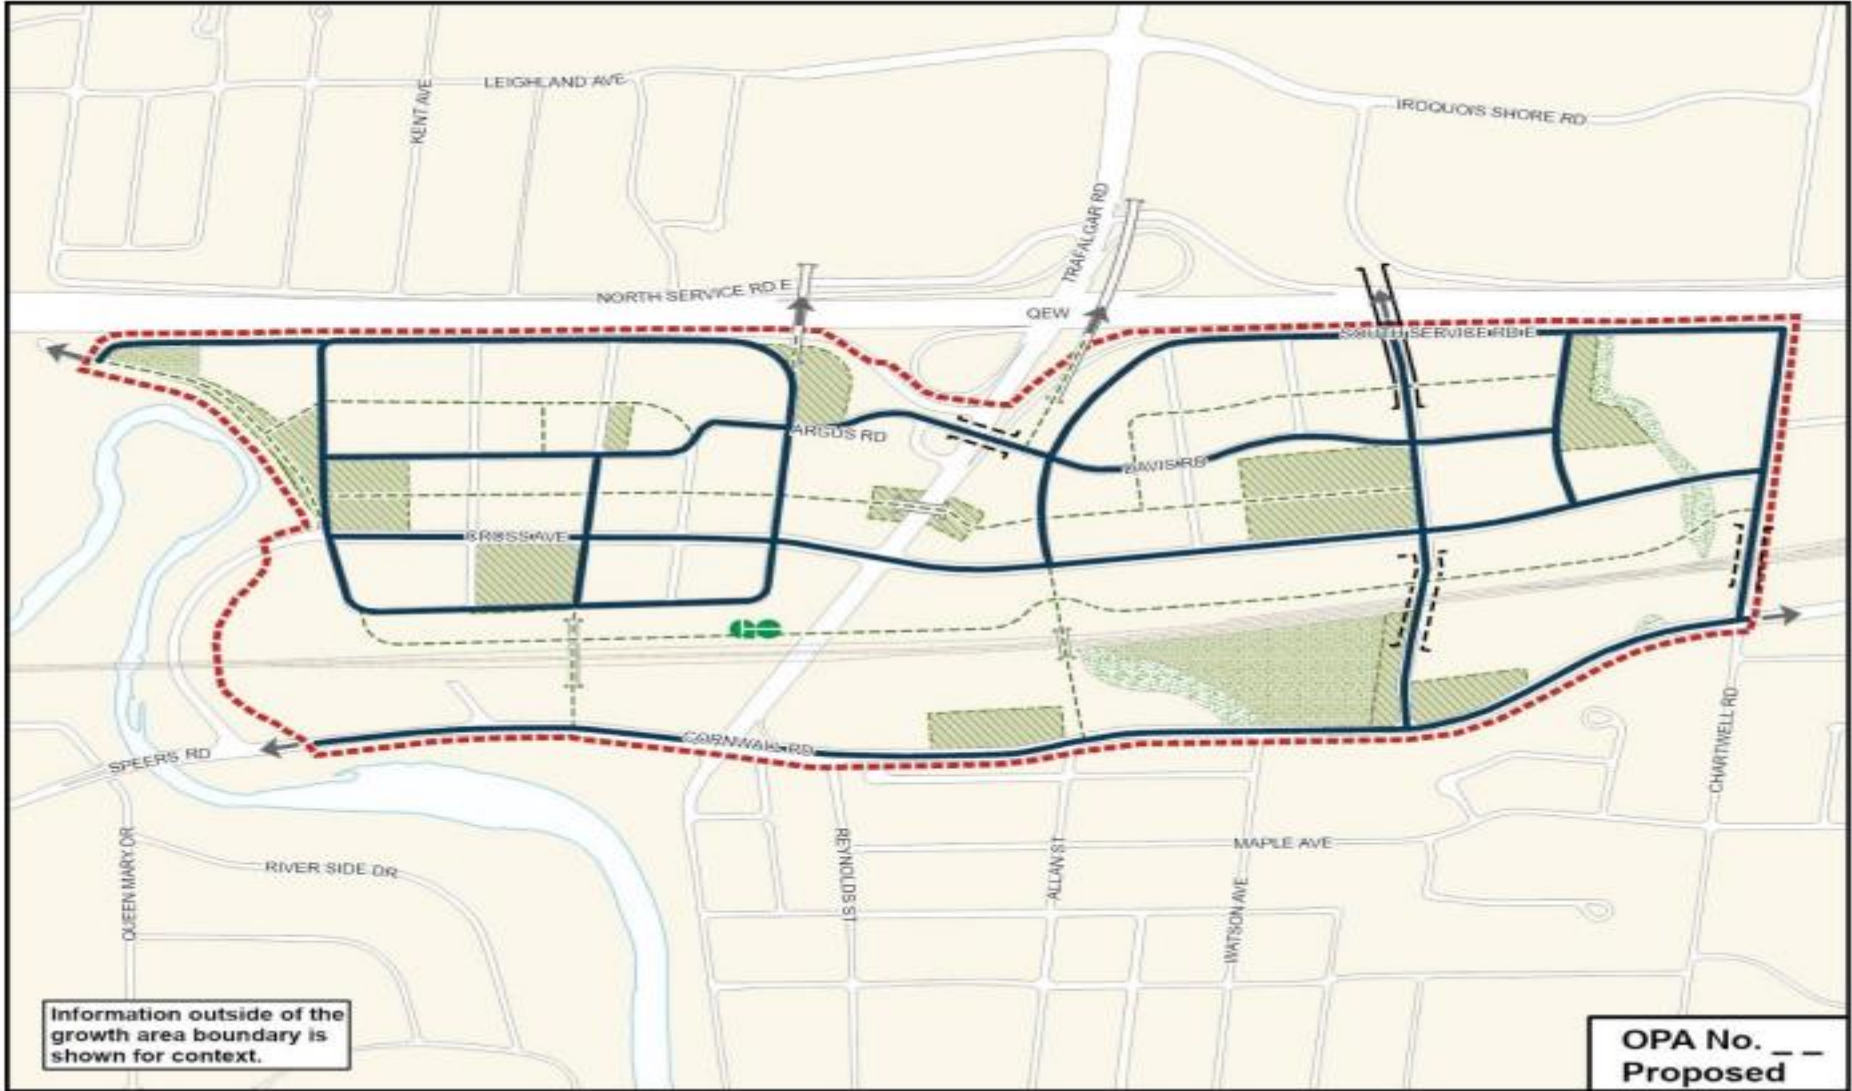 LEIGHLAND AVE
KENT AVE
IROQUOIS SHORE RD
TRAFALGAR RD
NORTH SERVICE RD E
QEW
SOUTH SERVICE RD E
ARGUS RD
DAVIS RD
CROSS AVE
GO
CORNWALL RD
SPEERS RD
CHARTWELL RD
QUEEN MARY DR
RIVER SIDE DR
REYNOLDS ST
ALLAN ST
MAPLE AVE
WATSON AVE
Information outside of the
growth area boundary is
shown for context.
OPA No. _ _
Proposed